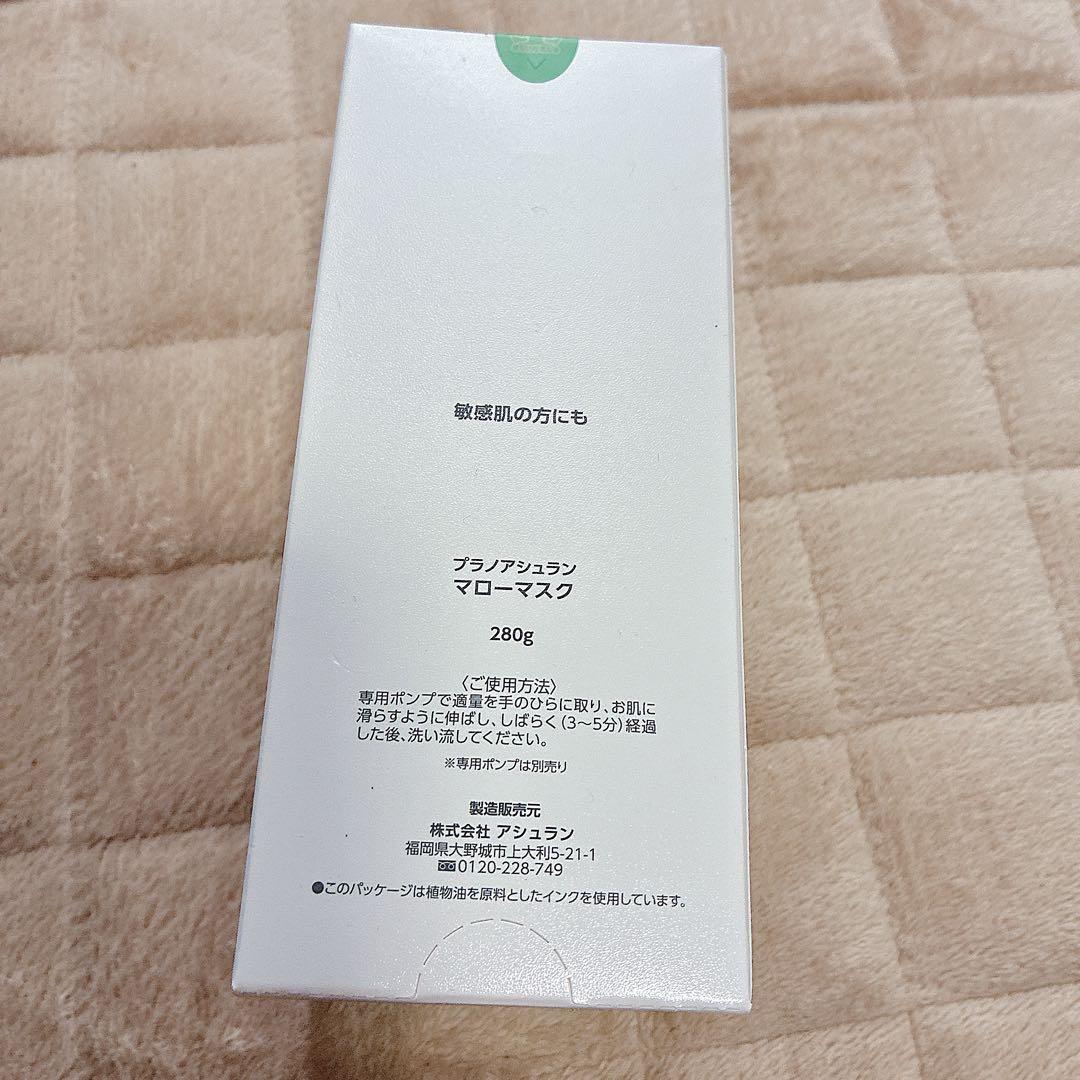 敏感肌の方にも
プラノアシュラン
マローマスク
280g
〈ご使用方法〉
専用ポンプで適量を手のひらに取り、お肌に
滑らすように伸ばし、しばらく(3〜5分)経過
した後、洗い流してください。
※専用ポンプは別売り
製造販売元
株式会社 アシュラン
福岡県大野城市上大利5-21-1
0120-228-749
●このパッケージは植物油を原料としたインクを使用しています。